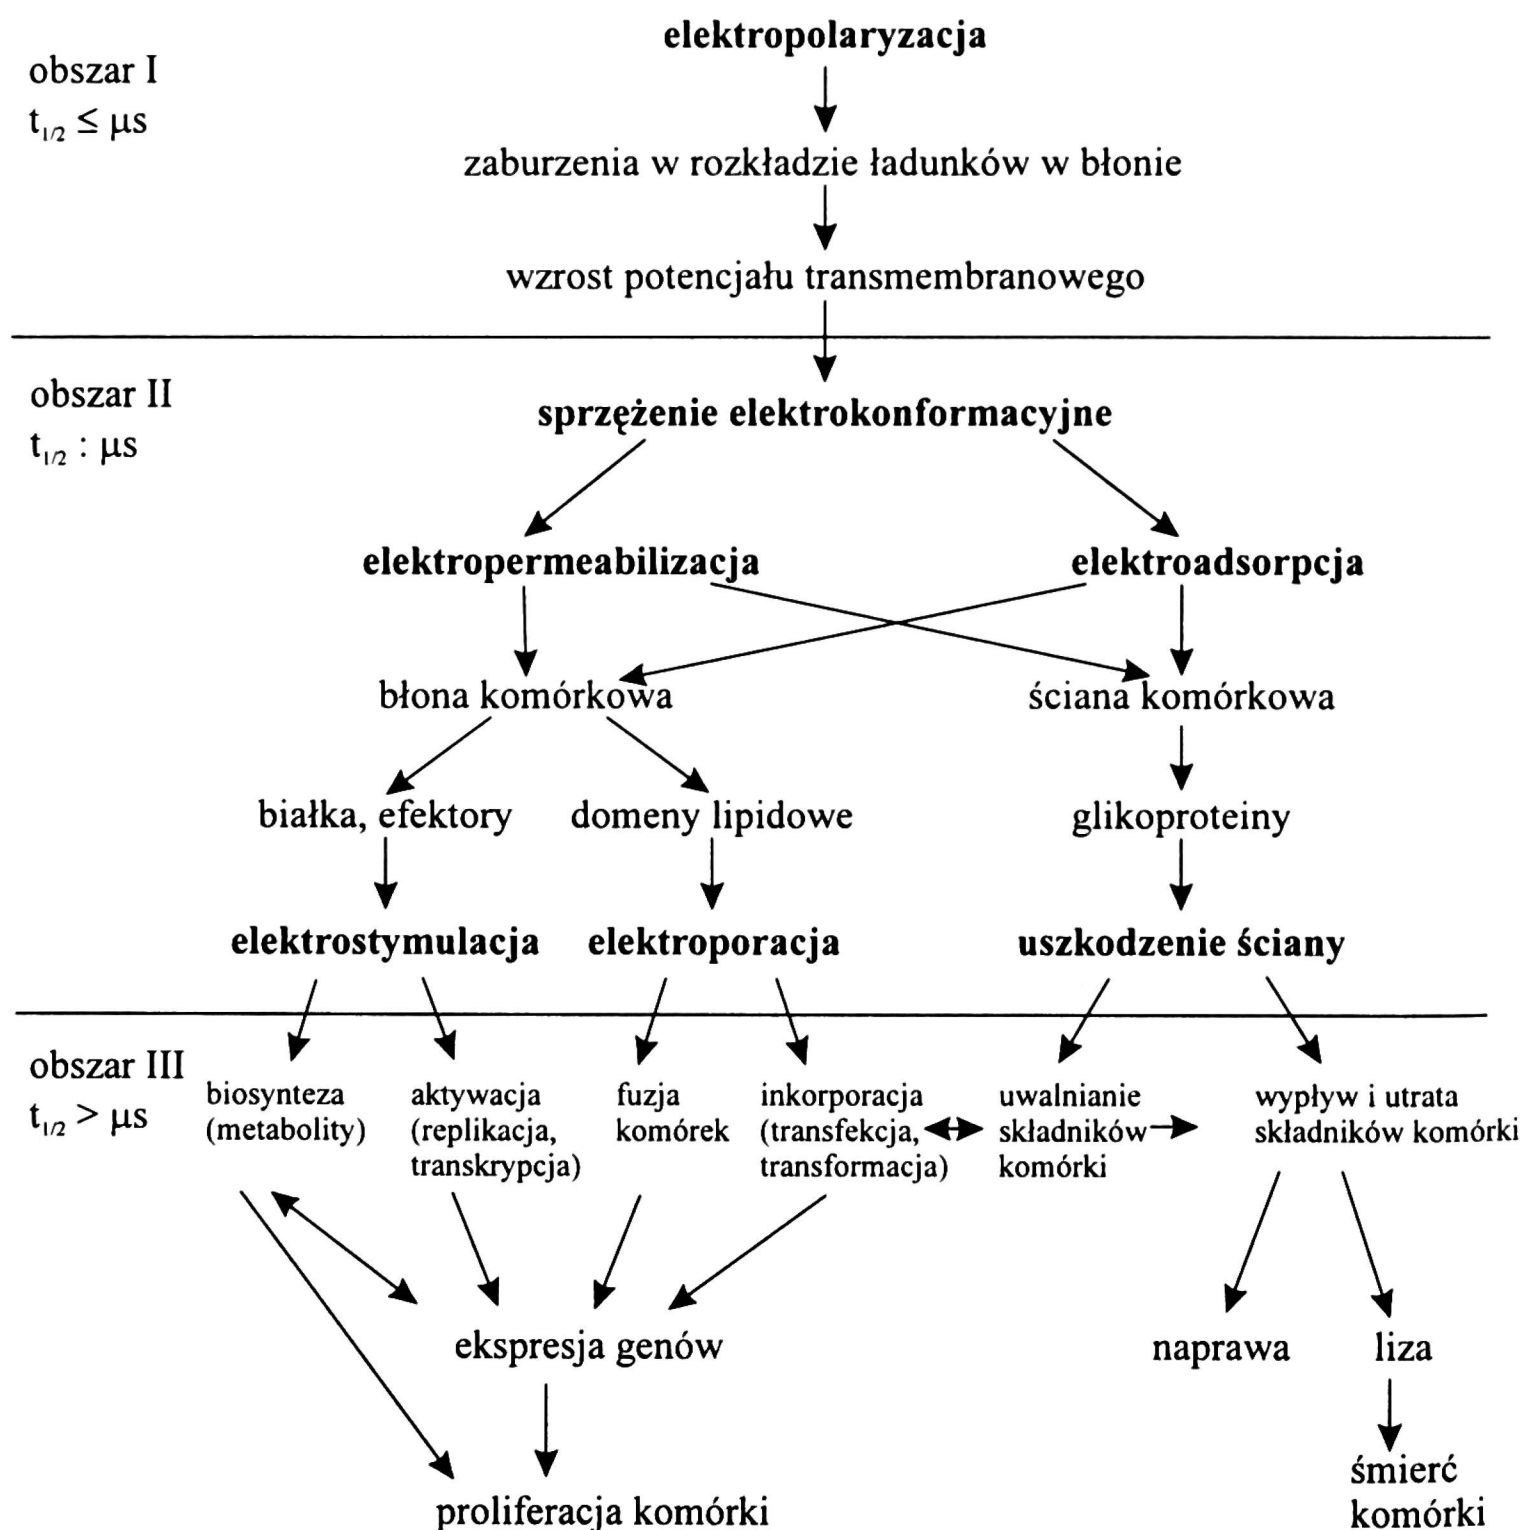 elektropolaryzacja
obszar I
t1/2 ≤ μs
zaburzenia w rozkładzie ładunków w błonie
wzrost potencjału transmembranowego
obszar II
t1/2 : μs
sprzężenie elektrokonformacyjne
elektropermeabilizacja
elektroadsorpcja
błona komórkowa
ściana komórkowa
białka, efektory
domeny lipidowe
glikoproteiny
elektrostymulacja
elektroporacja
uszkodzenie ściany
obszar III
t1/2 > μs
biosynteza
(metabolity)
aktywacja
(replikacja,
transkrypcja)
fuzja
komórek
inkorporacja
(transfekcja,
transformacja)
uwalnianie
składników
komórki
wypływ i utrata
składników komórki
ekspresja genów
naprawa
liza
proliferacja komórki
śmierć
komórki